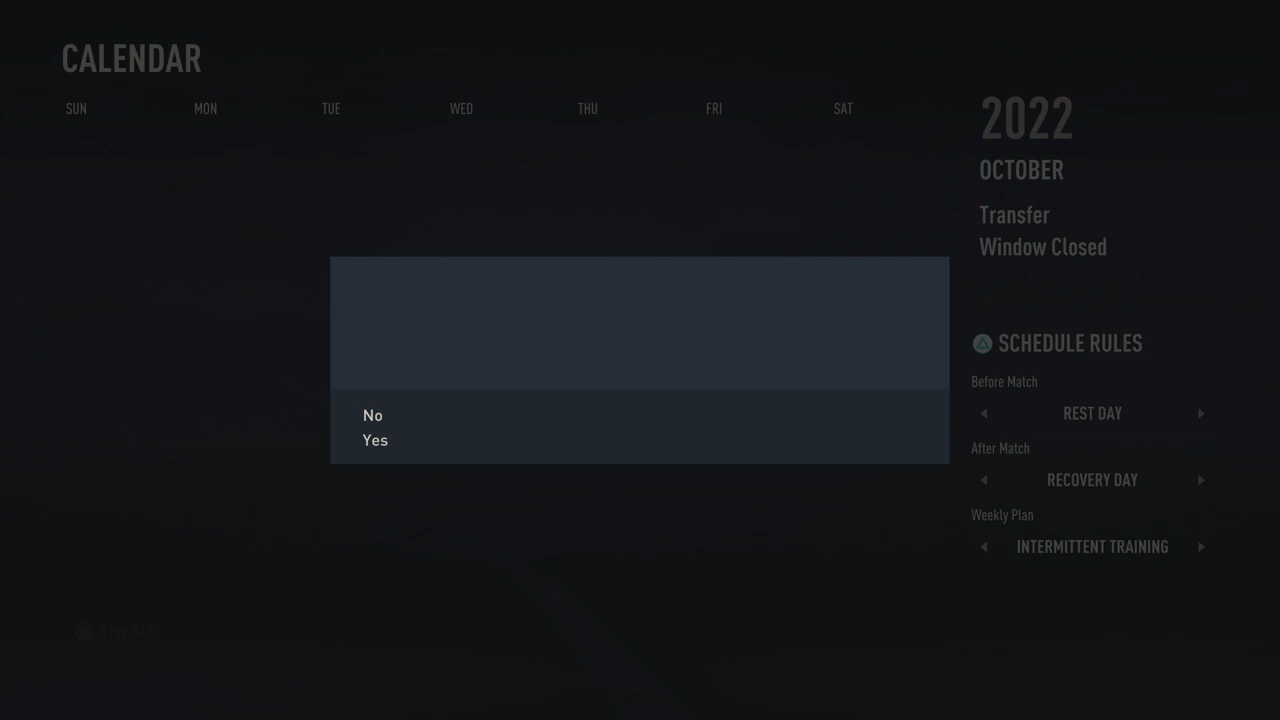 CALENDAR
SUN MON TUE WED THU FRI SAT
2022
OCTOBER
Transfer
Window Closed
No
Yes
SCHEDULE RULES
Before Match
REST DAY
After Match
RECOVERY DAY
Weekly Plan
INTERMITTENT TRAINING